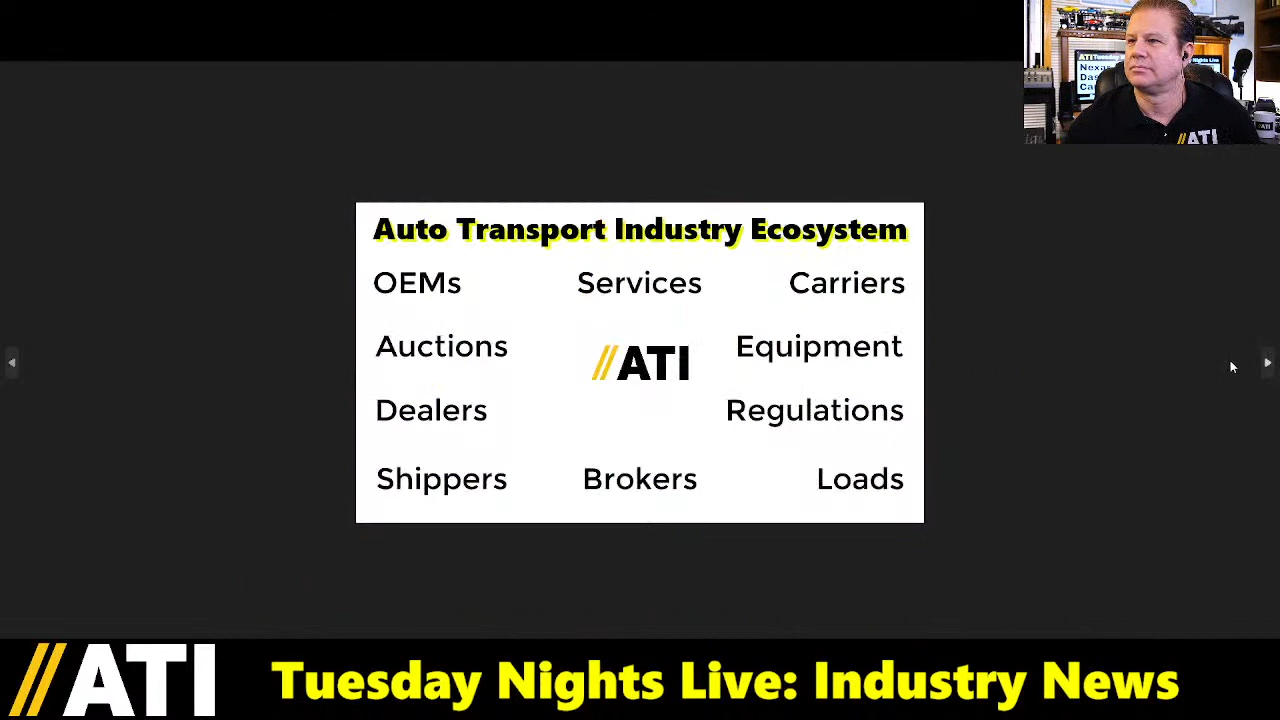 Auto Transport Industry Ecosystem
OEMs Services Carriers
Auctions //ATI Equipment
Dealers Regulations
Shippers Brokers Loads
//ATI
//ATI Tuesday Nights Live: Industry News